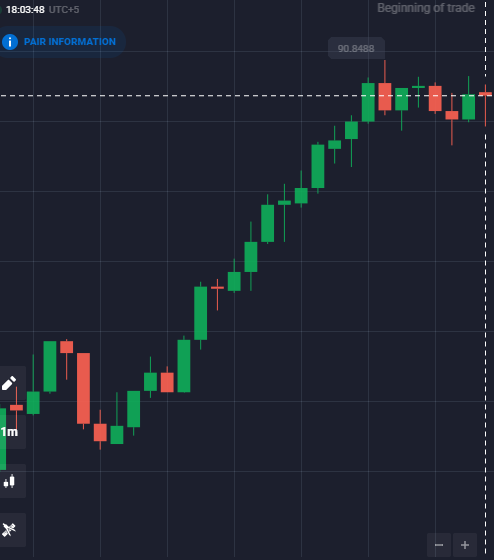 18:03:48 UTC+5
Beginning of trade
PAIR INFORMATION
90.8488
1m